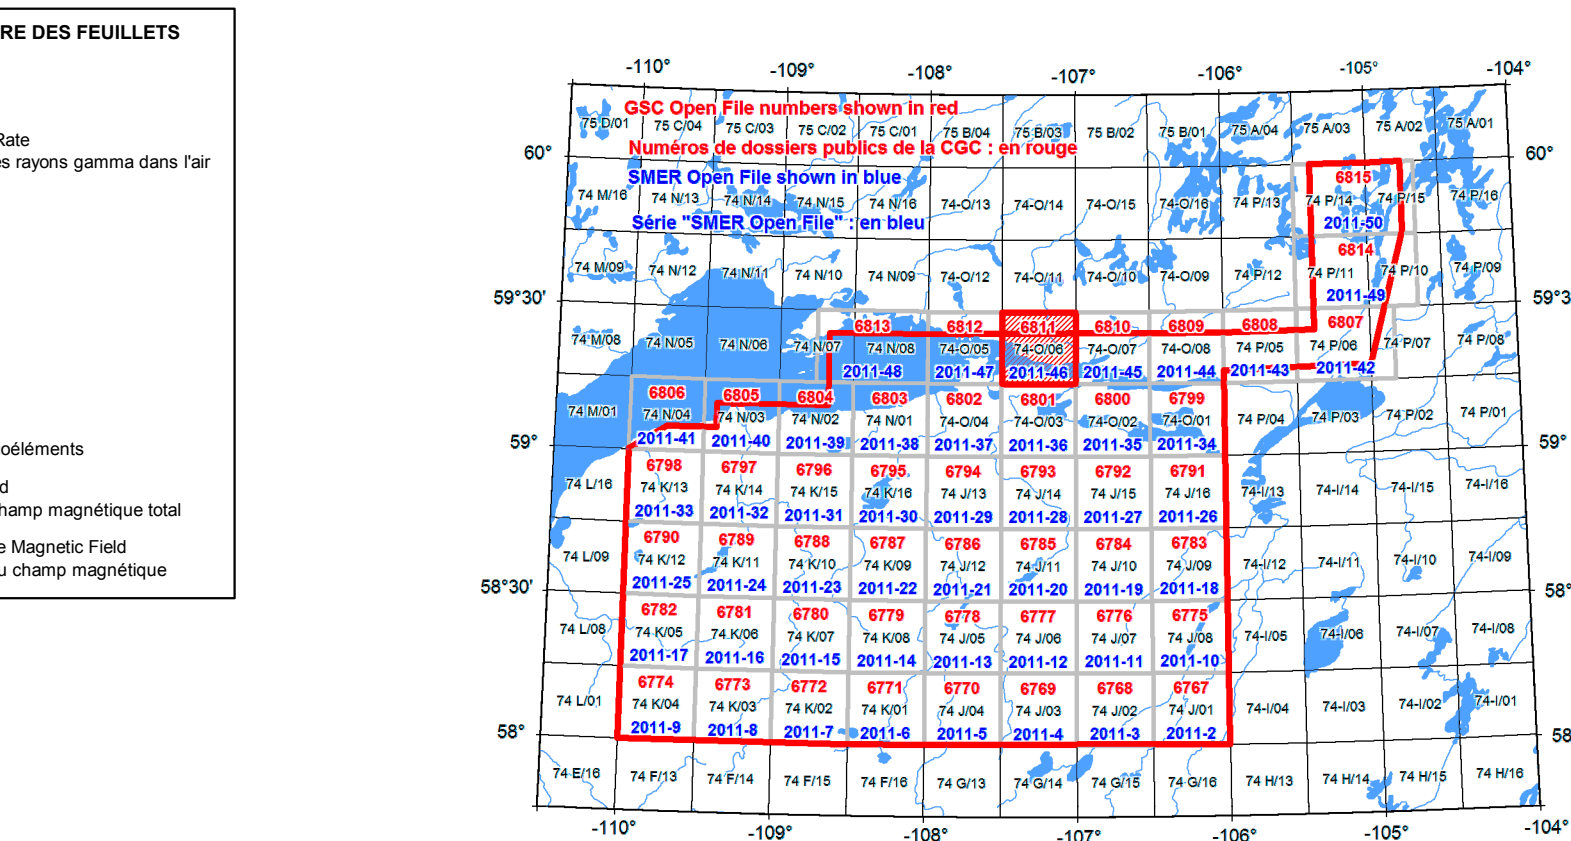 RE DES FEUILLETS
Rate
es rayons gamma dans l'air
oéléments
d
champ magnétique total
e Magnetic Field
u champ magnétique
-110° -109° -108° -107° -106° -105° -104°
GSC Open File numbers shown in red
75 D/01 75 C/04 75 C/03 75 C/02 75 C/01 75 B/04 75 B/03 75 B/02 75 B/01 75 A/04 75 A/03 75 A/02 75 A/01
Numéros de dossiers publics de la CGC : en rouge
60° 60°
SMER Open File shown in blue
6815
74 M/16 74 N/13 74 N/14 74 N/15 74 N/16 74-O/13 74-O/14 74-O/15 74-O/16 74 P/13 74 P/14 74 P/15 74 P/16
Série "SMER Open File" : en bleu
2011-50
6814
74 M/09 74 N/12 74 N/11 74 N/10 74 N/09 74-O/12 74-O/11 74-O/10 74-O/09 74 P/12 74 P/11 74 P/10 74 P/09
2011-49
59°30' 59°3
6813 6812 6811 6810 6809 6808 6807
74 M/08 74 N/05 74 N/06 74 N/07 74 N/08 74-O/05 74-O/06 74-O/07 74-O/08 74 P/05 74 P/06 74 P/07 74 P/08
2011-48 2011-47 2011-46 2011-45 2011-44 2011-43 2011-42
6806 6805 6804 6803 6802 6801 6800 6799
74 M/01 74 N/04 74 N/03 74 N/02 74 N/01 74-O/04 74-O/03 74-O/02 74-O/01 74 P/04 74 P/03 74 P/02 74 P/01
59° 2011-41 2011-40 2011-39 2011-38 2011-37 2011-36 2011-35 2011-34 59°
6798 6797 6796 6795 6794 6793 6792 6791
74 L/16 74 K/13 74 K/14 74 K/15 74 K/16 74 J/13 74 J/14 74 J/15 74 J/16 74-I/13 74-I/14 74-I/15 74-I/16
2011-33 2011-32 2011-31 2011-30 2011-29 2011-28 2011-27 2011-26
6790 6789 6788 6787 6786 6785 6784 6783
74 L/09 74 K/12 74 K/11 74 K/10 74 K/09 74 J/12 74 J/11 74 J/10 74 J/09 74-I/12 74-I/11 74-I/10 74-I/09
58°30' 2011-25 2011-24 2011-23 2011-22 2011-21 2011-20 2011-19 2011-18 58°
6782 6781 6780 6779 6778 6777 6776 6775
74 L/08 74 K/05 74 K/06 74 K/07 74 K/08 74 J/05 74 J/06 74 J/07 74 J/08 74-I/05 74-I/06 74-I/07 74-I/08
2011-17 2011-16 2011-15 2011-14 2011-13 2011-12 2011-11 2011-10
6774 6773 6772 6771 6770 6769 6768 6767
74 L/01 74 K/04 74 K/03 74 K/02 74 K/01 74 J/04 74 J/03 74 J/02 74 J/01 74-I/04 74-I/03 74-I/02 74-I/01
58° 2011-9 2011-8 2011-7 2011-6 2011-5 2011-4 2011-3 2011-2 58
74-E/16 74 F/13 74 F/14 74 F/15 74 F/16 74 G/13 74 G/14 74 G/15 74 G/16 74 H/13 74 H/14 74 H/15 74 H/16
-110° -109° -108° -107° -106° -105° -104°